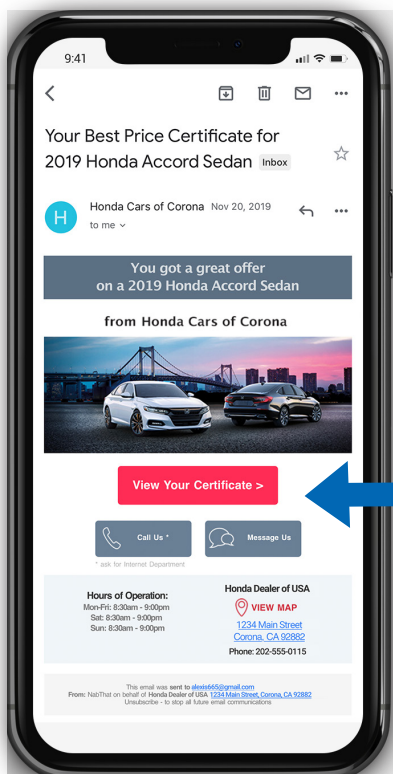 9:41
Your Best Price Certificate for
2019 Honda Accord Sedan Inbox
H
Honda Cars of Corona Nov 20, 2019
to me
You got a great offer
on a 2019 Honda Accord Sedan
from Honda Cars of Corona
View Your Certificate >
Call Us *
Message Us
* ask for Internet Department
Hours of Operation:
Mon-Fri: 8:30am - 9:00pm
Sat: 8:30am - 9:00pm
Sun: 8:30am - 9:00pm
Honda Dealer of USA
VIEW MAP
1234 Main Street
Corona, CA 92882
Phone: 202-555-0115
This email was sent to alexis665@gmail.com
From: NabThat on behalf of Honda Dealer of USA 1234 Main Street, Corona, CA 92882
Unsubscribe - to stop all future email communications